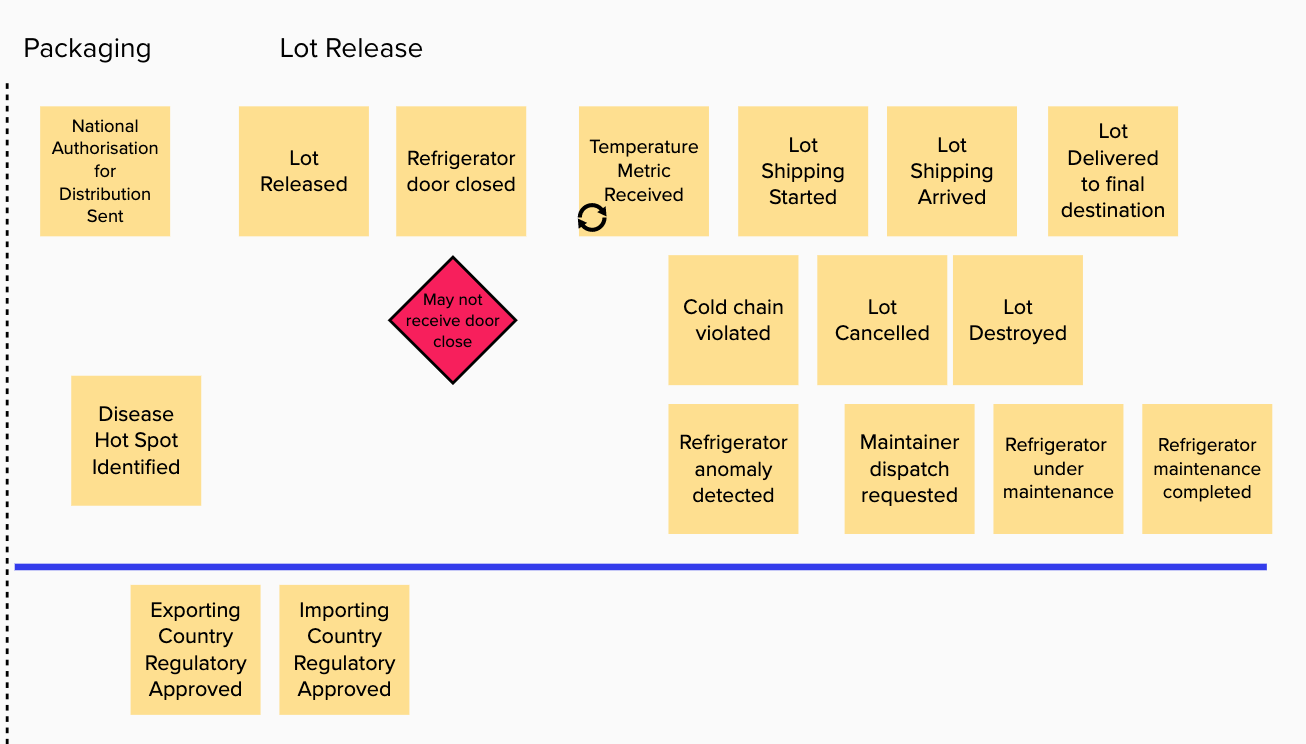 Packaging
Lot Release
National
Authorisation
for
Distribution
Sent
Lot
Released
Refrigerator
door closed
Temperature
Metric
Received
Lot
Shipping
Started
Lot
Shipping
Arrived
Lot
Delivered
to final
destination
May not
receive door
close
Cold chain
violated
Lot
Cancelled
Lot
Destroyed
Disease
Hot Spot
Identified
Refrigerator
anomaly
detected
Maintainer
dispatch
requested
Refrigerator
under
maintenance
Refrigerator
maintenance
completed
Exporting
Country
Regulatory
Approved
Importing
Country
Regulatory
Approved